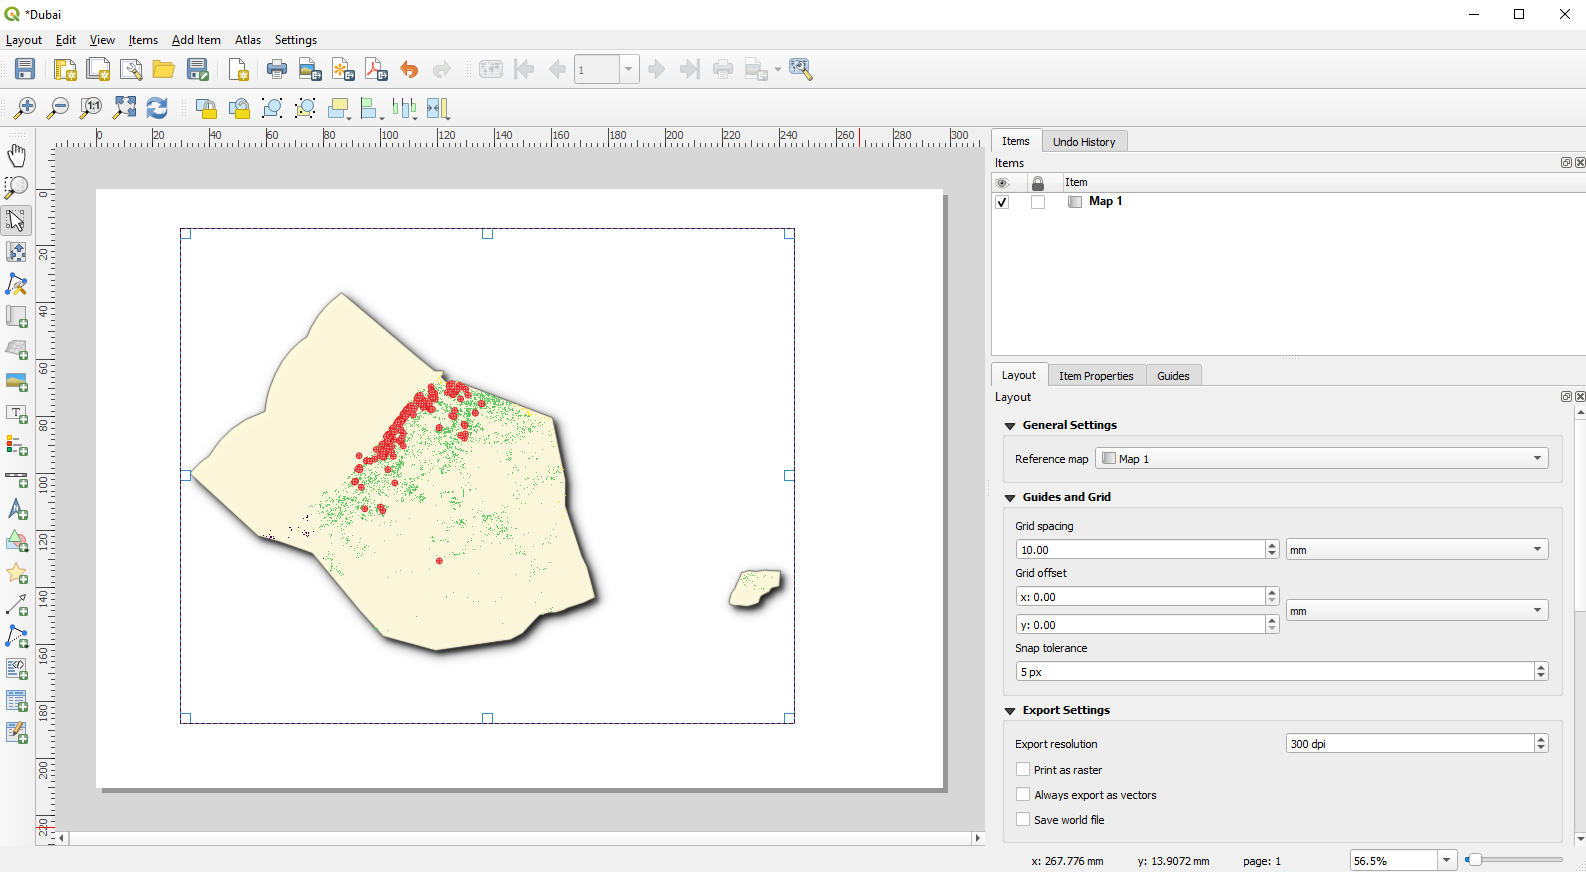 *Dubai
Layout Edit View Items Add Item Atlas Settings
1
1:1
T
0 20 40 60 80 100 120 140 160 180 200 220 240 260 280 300
0
20
40
60
80
100
120
140
160
180
200
220
Items Undo History
Items
Item
Map 1
Layout Item Properties Guides
Layout
General Settings
Reference map Map 1
Guides and Grid
Grid spacing
10.00 mm
Grid offset
x: 0.00
mm
y: 0.00
Snap tolerance
5 px
Export Settings
Export resolution 300 dpi
Print as raster
Always export as vectors
Save world file
x: 267.776 mm y: 13.9072 mm page: 1 56.5%